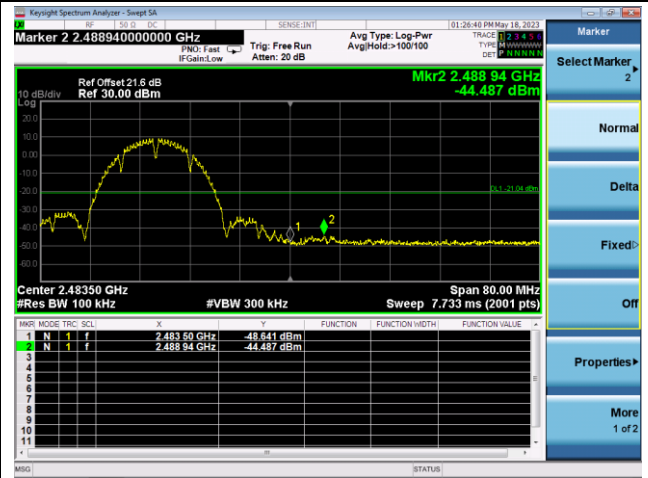 Keysight Spectrum Analyzer - Swept SA
RF 50 Ω DC SENSE:INT 01:26:40 PM May 18, 2023
Marker 2 2.488940000000 GHz
PNO: Fast
IFGain:Low
Trig: Free Run
Atten: 20 dB
Avg Type: Log-Pwr
Avg|Hold:>100/100
TRACE 1 2 3 4 5 6
TYPE M WWWWW
DET P N N N N N
Marker
Select Marker
2
Normal
Delta
Fixed
Off
Properties
More
1 of 2
Ref Offset 21.6 dB
Ref 30.00 dBm
10 dB/div
Log
Mkr2 2.488 94 GHz
-44.487 dBm
20.0
10.0
0.00
-10.0
-20.0
-30.0
-40.0
-50.0
-60.0
DL1 -21.04 dBm
1
2
Center 2.48350 GHz
Span 80.00 MHz
#Res BW 100 kHz
#VBW 300 kHz
Sweep 7.733 ms (2001 pts)
MKR MODE TRC SCL X Y FUNCTION FUNCTION WIDTH FUNCTION VALUE
1 N 1 f 2.483 50 GHz -48.641 dBm
2 N 1 f 2.488 94 GHz -44.487 dBm
3
4
5
6
7
8
9
10
11
MSG STATUS